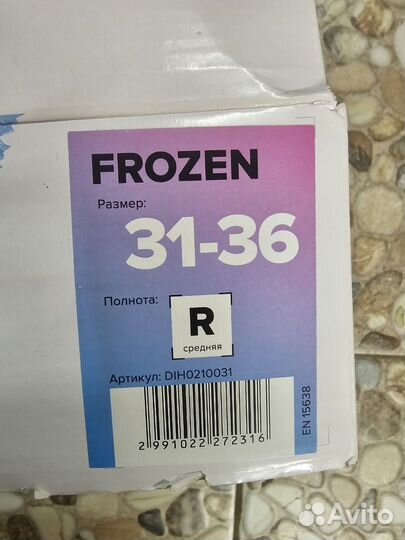 FROZEN
Размер:
31-36
Полнота:
R
средняя
Артикул: DIH0210031
2 991022 272316
EN 15638
Avito